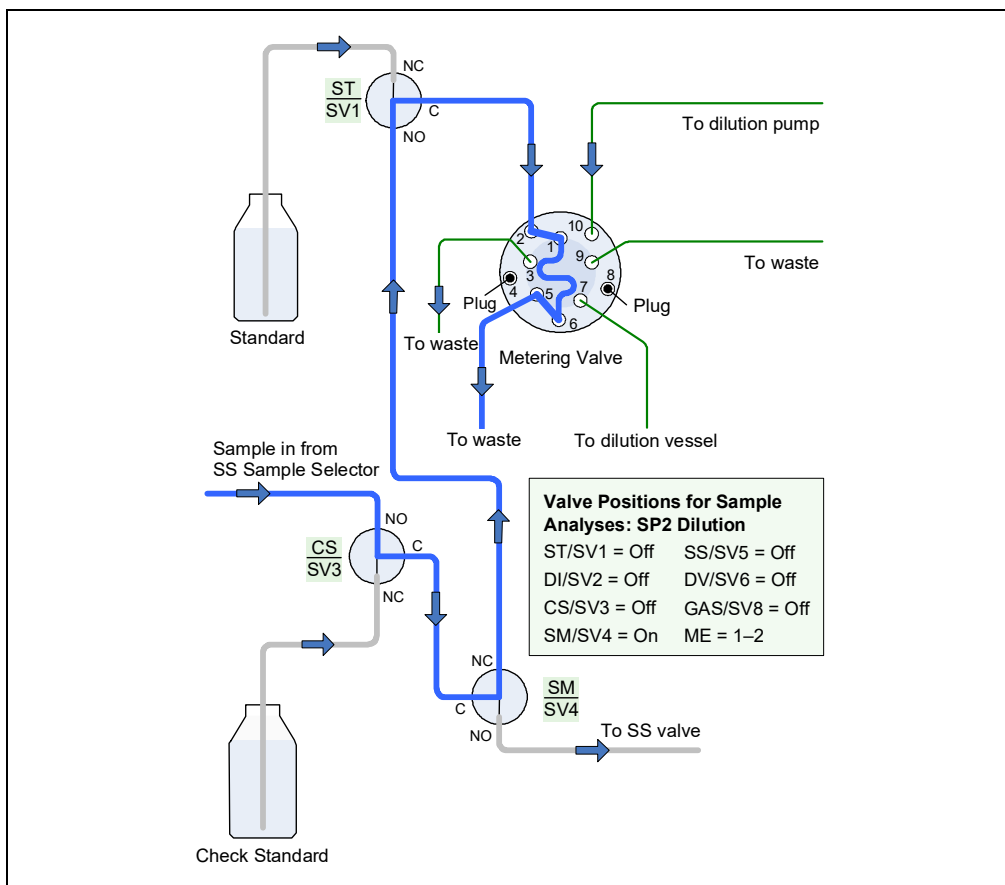 NC
ST
SV1
C
NO
Standard
To dilution pump
10
2
1
9
To waste
3
8
7
5
4
Plug
Plug
6
To waste
Metering Valve
To waste
To dilution vessel
Sample in from
SS Sample Selector
NO
CS
SV3
C
NC
Valve Positions for Sample
Analyses: SP2 Dilution
ST/SV1 = Off SS/SV5 = Off
DI/SV2 = Off DV/SV6 = Off
CS/SV3 = Off GAS/SV8 = Off
SM/SV4 = On ME = 1–2
NC
SM
SV4
C
NO
To SS valve
Check Standard